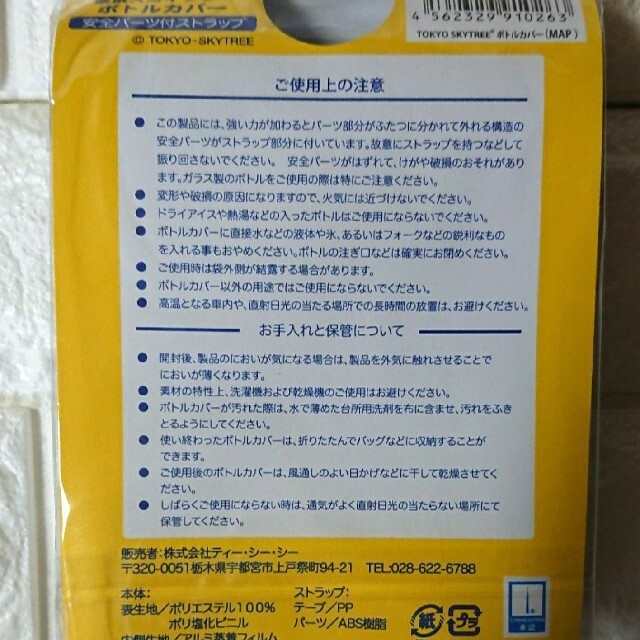 ボトルカバー
安全パーツ付ストラップ
© TOKYO-SKYTREE
4 562329 910263
TOKYO SKYTREE® ボトルカバー(MAP)
ご使用上の注意
● この製品には、強い力が加わるとパーツ部分がふたつに分かれて外れる構造の
安全パーツがストラップ部分に付いています。故意にストラップを持つなどして
振り回さないでください。 安全パーツがはずれて、けがや破損のおそれがあり
ます。ガラス製のボトルをご使用の際は特にご注意ください。
● 変形や破損の原因になりますので、火気には近づけないでください。
● ドライアイスや熱湯などの入ったボトルはご使用にならないでください。
● ボトルカバーに直接水などの液体や氷、あるいはフォークなどの鋭利なもの
を入れる事もおやめください。ボトルの注ぎ口などは確実にお閉めください。
● ご使用時は袋外側が結露する場合があります。
● ボトルカバー以外の用途ではご使用にならないでください。
● 高温となる車内や、直射日光の当たる場所での長時間の放置は、お避けください。
お手入れと保管について
● 開封後、製品のにおいが気になる場合は、製品を外気に触れさせることで
においが薄くなります。
● 素材の特性上、洗濯機および乾燥機のご使用はお避けください。
● ボトルカバーが汚れた際は、水で薄めた台所用洗剤を布に含ませ、汚れをふき
とるようにしてください。
● 使い終わったボトルカバーは、折りたたんでバッグなどに収納することが
できます。
● ご使用後のボトルカバーは、風通しのよい日かげなどに干して乾燥させてく
ださい。
● しばらくご使用にならない時は、通気がよく直射日光の当たらない場所にて
保管してください。
販売者:株式会社ティー・シー・シー
〒320-0051栃木県宇都宮市上戸祭町94-21 TEL:028-622-6788
本体: ストラップ:
表生地/ポリエステル100% テープ/PP
ポリ塩化ビニル パーツ/ABS樹脂
内側生地/アルミ蒸着フィルム
紙 プラ